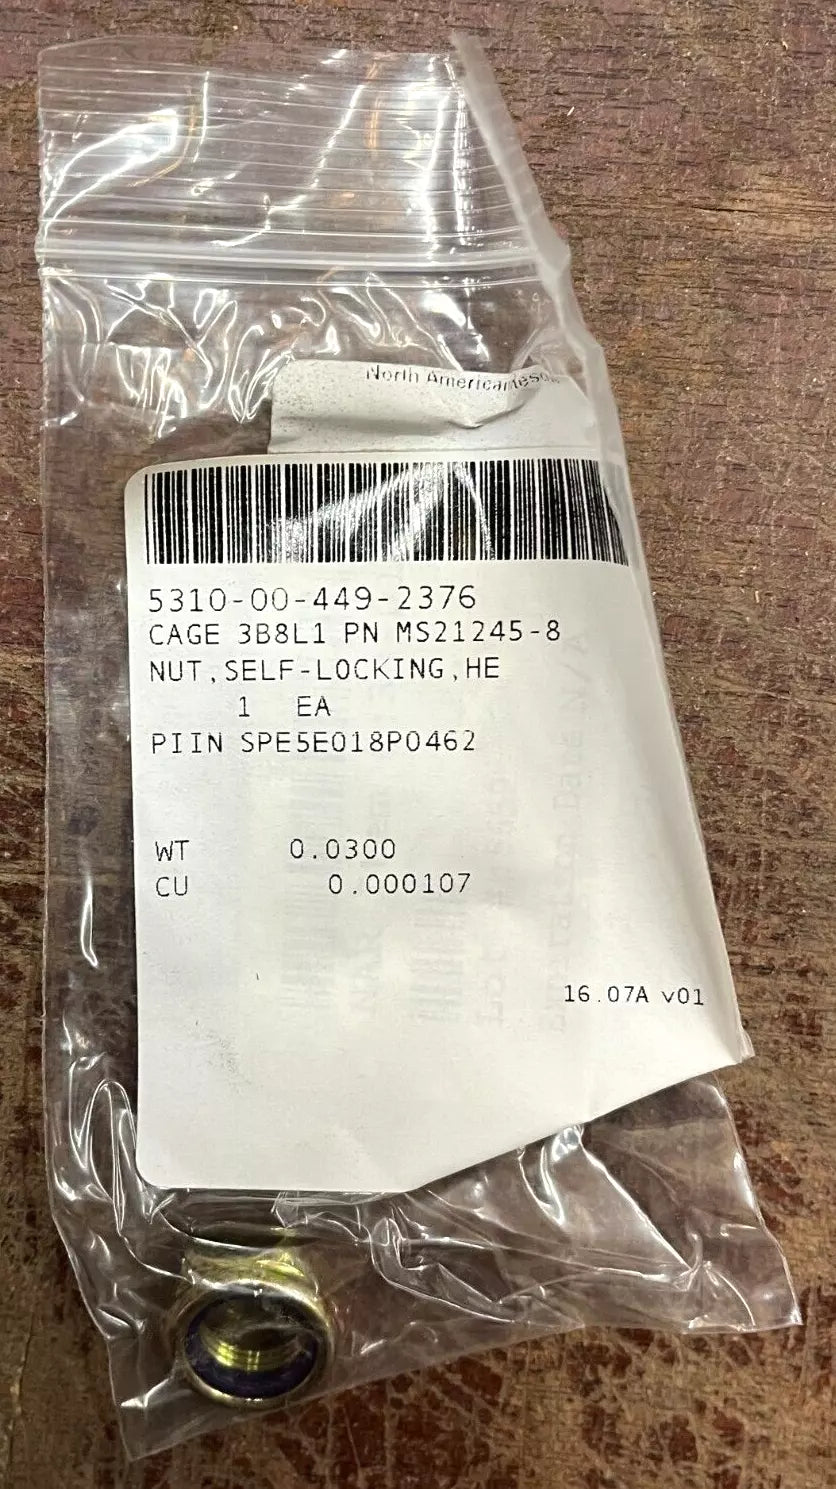 North American
5310-00-449-2376
CAGE 3B8L1 PN MS21245-8
NUT,SELF-LOCKING,HE
1 EA
PIIN SPE5E018P0462
WT 0.0300
CU 0.000107
16.07A v01